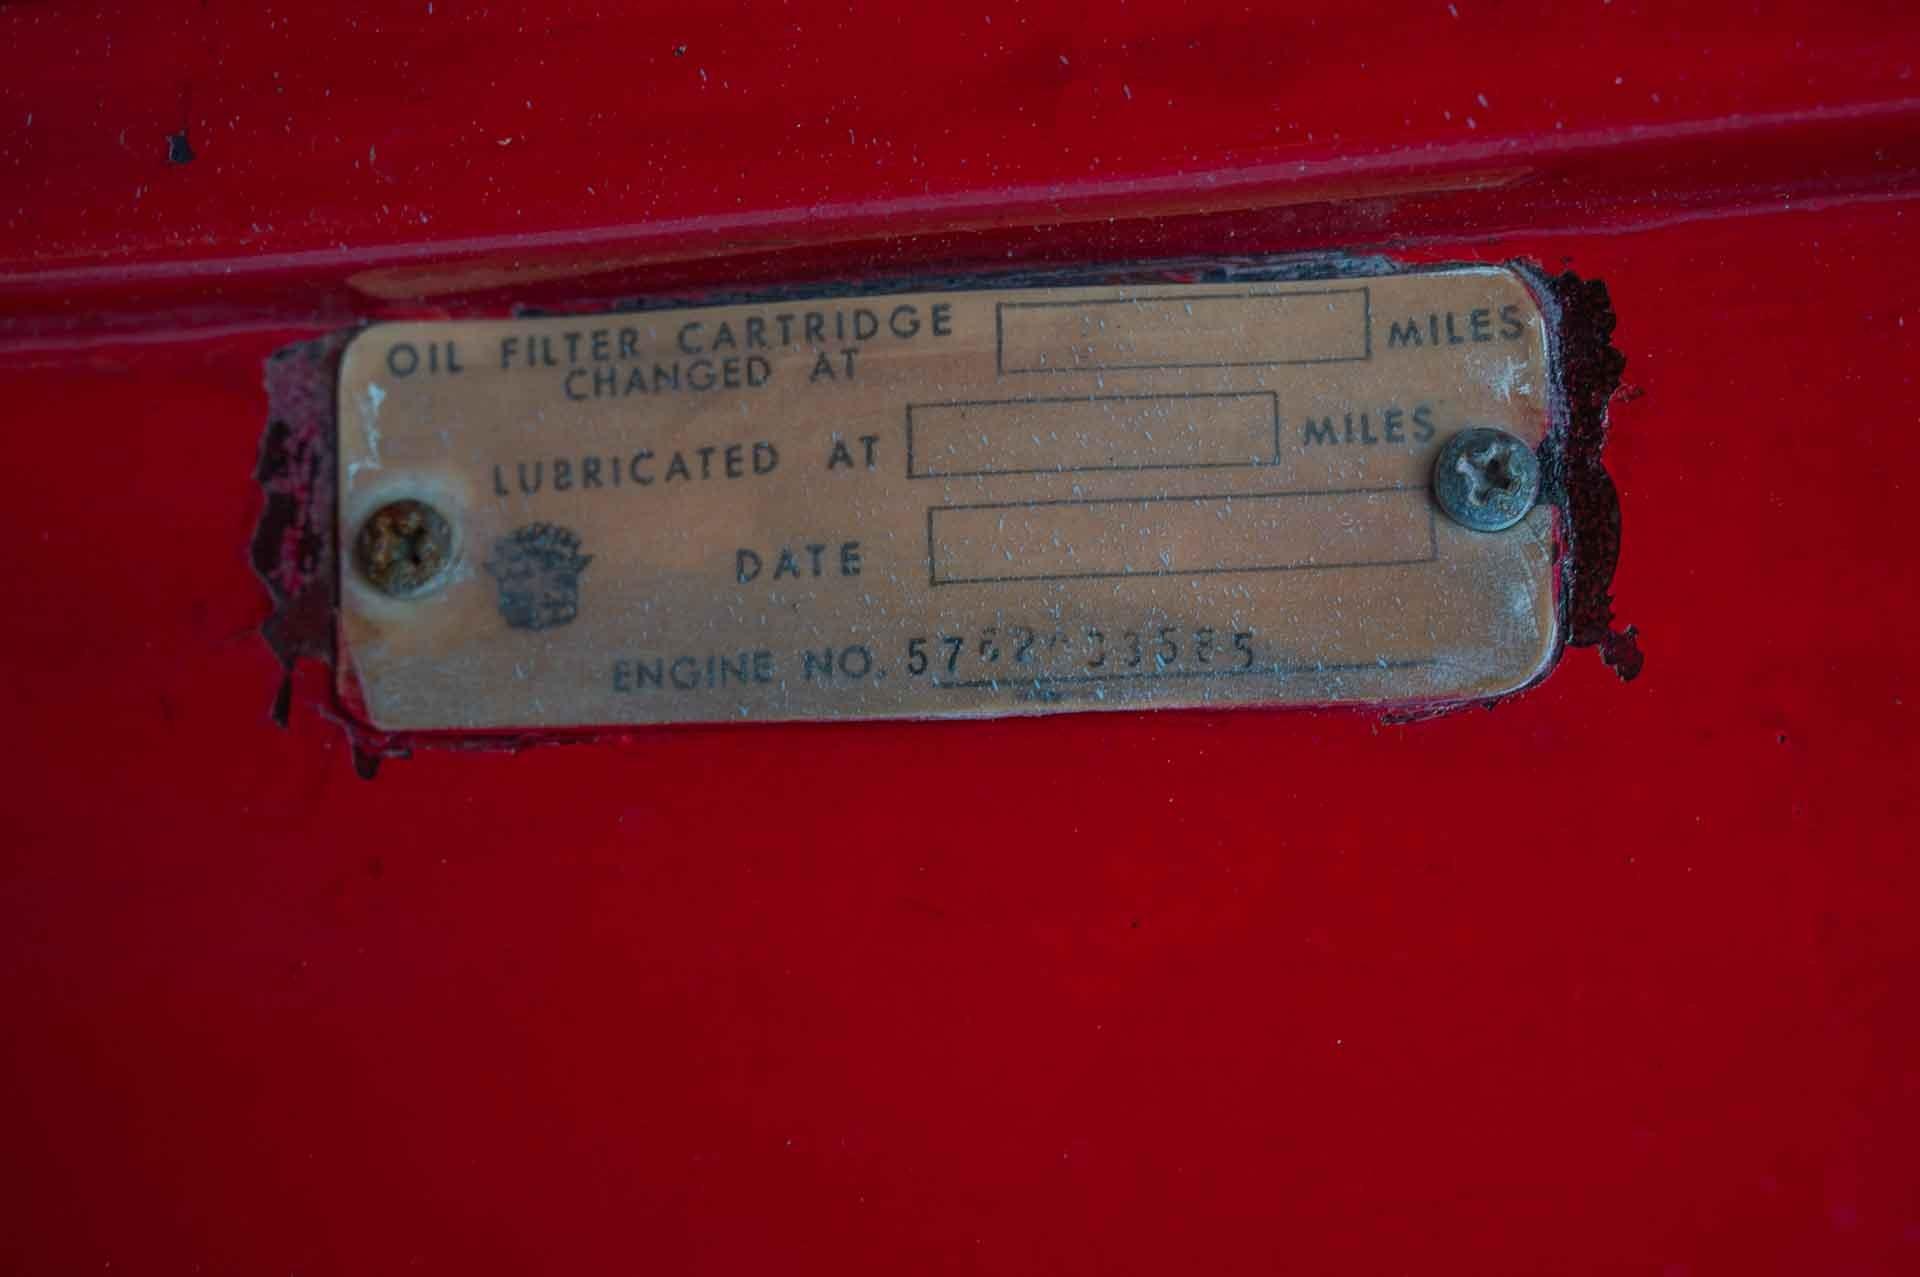 OIL FILTER CARTRIDGE
CHANGED AT
MILES
LUBRICATED AT
MILES
DATE
ENGINE NO.